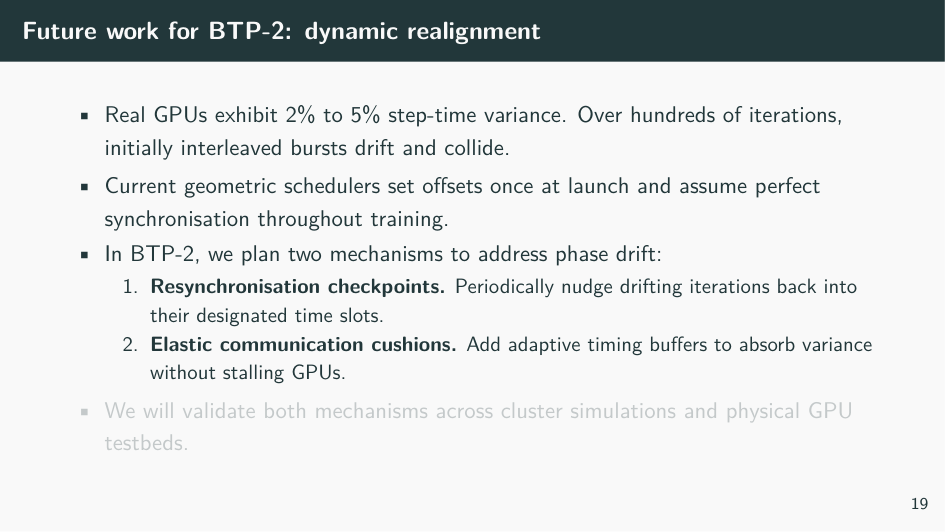 Future work for BTP-2: dynamic realignment
▪ Real GPUs exhibit 2% to 5% step-time variance. Over hundreds of iterations,
initially interleaved bursts drift and collide.
▪ Current geometric schedulers set offsets once at launch and assume perfect
synchronisation throughout training.
▪ In BTP-2, we plan two mechanisms to address phase drift:
1. Resynchronisation checkpoints. Periodically nudge drifting iterations back into
their designated time slots.
2. Elastic communication cushions. Add adaptive timing buffers to absorb variance
without stalling GPUs.
▪ We will validate both mechanisms across cluster simulations and physical GPU
testbeds.
19